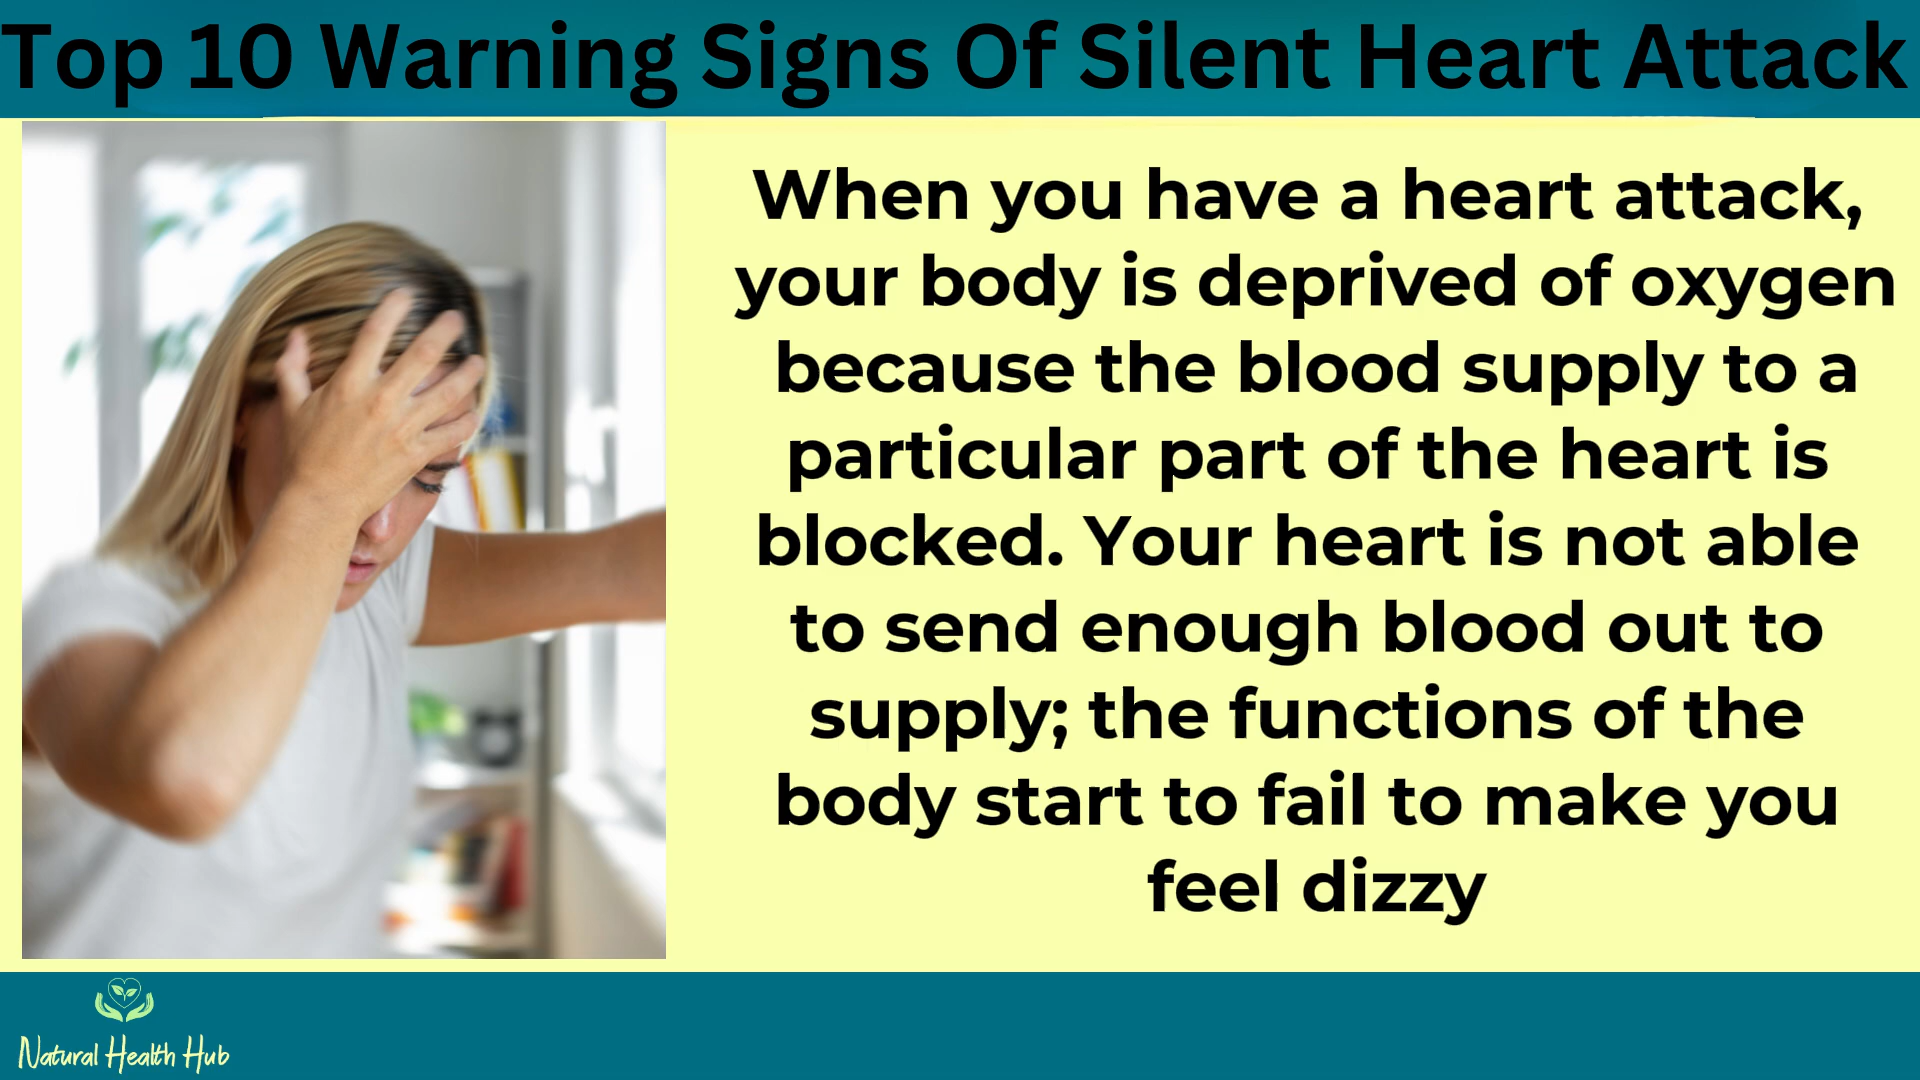 Top 10 Warning Signs Of Silent Heart Attack
When you have a heart attack,
your body is deprived of oxygen
because the blood supply to a
particular part of the heart is
blocked. Your heart is not able
to send enough blood out to
supply; the functions of the
body start to fail to make you
feel dizzy
Natural Health Hub